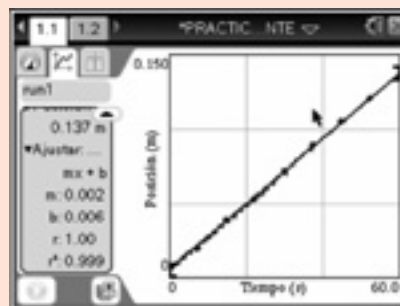 1.1 1.2 *PRACTIC...NTE
0.150
run1
0.137 m
▾Ajustar: ...
mx + b
m: 0.002
b: 0.006
r: 1.00
r²: 0.999
Posición (m)
0
0 Tiempo (s) 60.0